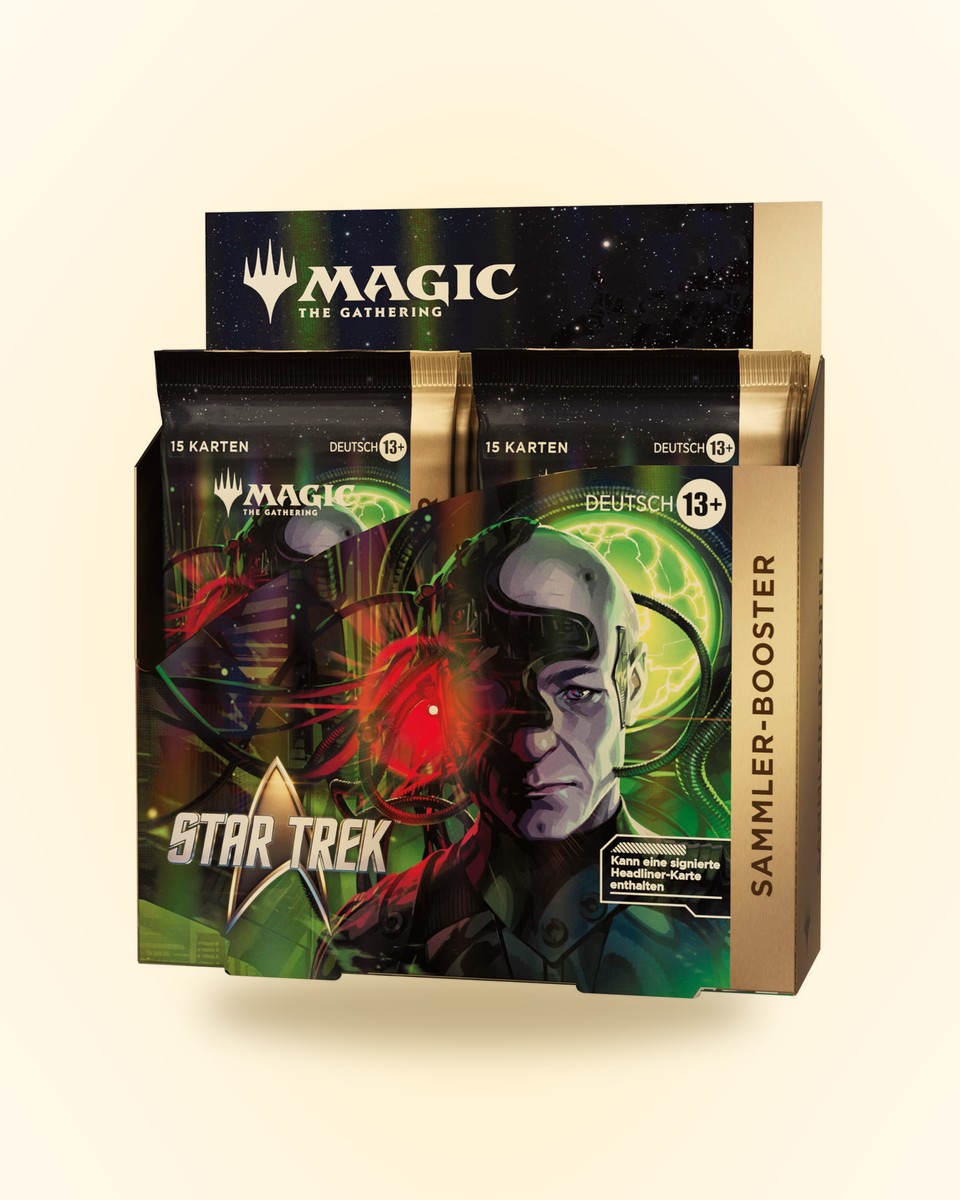 MAGIC
THE GATHERING
15 KARTEN
DEUTSCH 13+
15 KARTEN
DEUTSCH 13+
MAGIC
THE GATHERING
DEUTSCH 13+
SAMMLER-BOOSTER
STAR TREK
Kann eine signierte
Headliner-Karte
enthalten